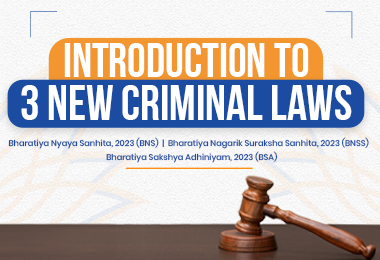 INTRODUCTION TO
3 NEW CRIMINAL LAWS
Bharatiya Nyaya Sanhita, 2023 (BNS) | Bharatiya Nagarik Suraksha Sanhita, 2023 (BNSS)
Bharatiya Sakshya Adhiniyam, 2023 (BSA)